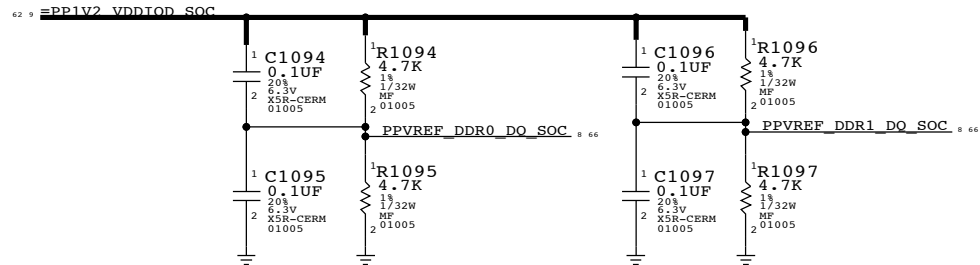 62 9 =PP1V2_VDDIOD_SOC
1 C1094
0.1UF
20%
6.3V
2 X5R-CERM
01005
1 R1094
4.7K
1%
1/32W
MF
2 01005
1 C1096
0.1UF
20%
6.3V
2 X5R-CERM
01005
1 R1096
4.7K
1%
1/32W
MF
2 01005
PPVREF_DDR0_DQ_SOC 8 66
PPVREF_DDR1_DQ_SOC 8 66
1 C1095
0.1UF
20%
6.3V
2 X5R-CERM
01005
1 R1095
4.7K
1%
1/32W
MF
2 01005
1 C1097
0.1UF
20%
6.3V
2 X5R-CERM
01005
1 R1097
4.7K
1%
1/32W
MF
2 01005